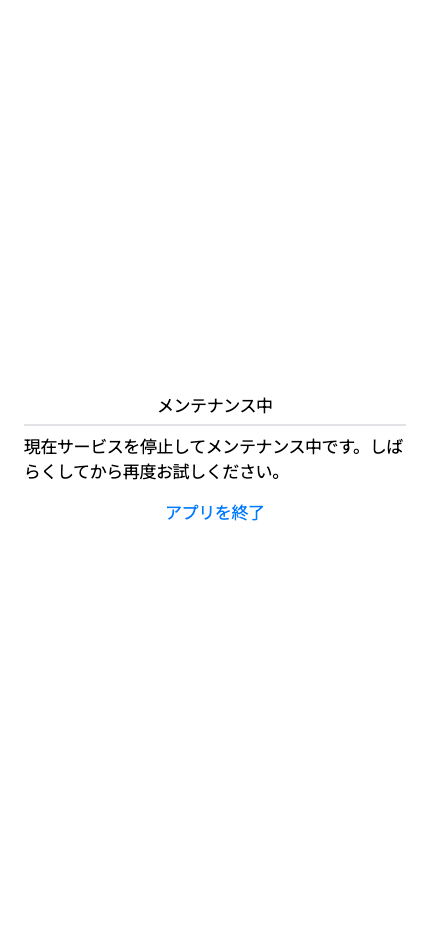 メンテナンス中
現在サービスを停止してメンテナンス中です。しば
らくしてから再度お試しください。
アプリを終了